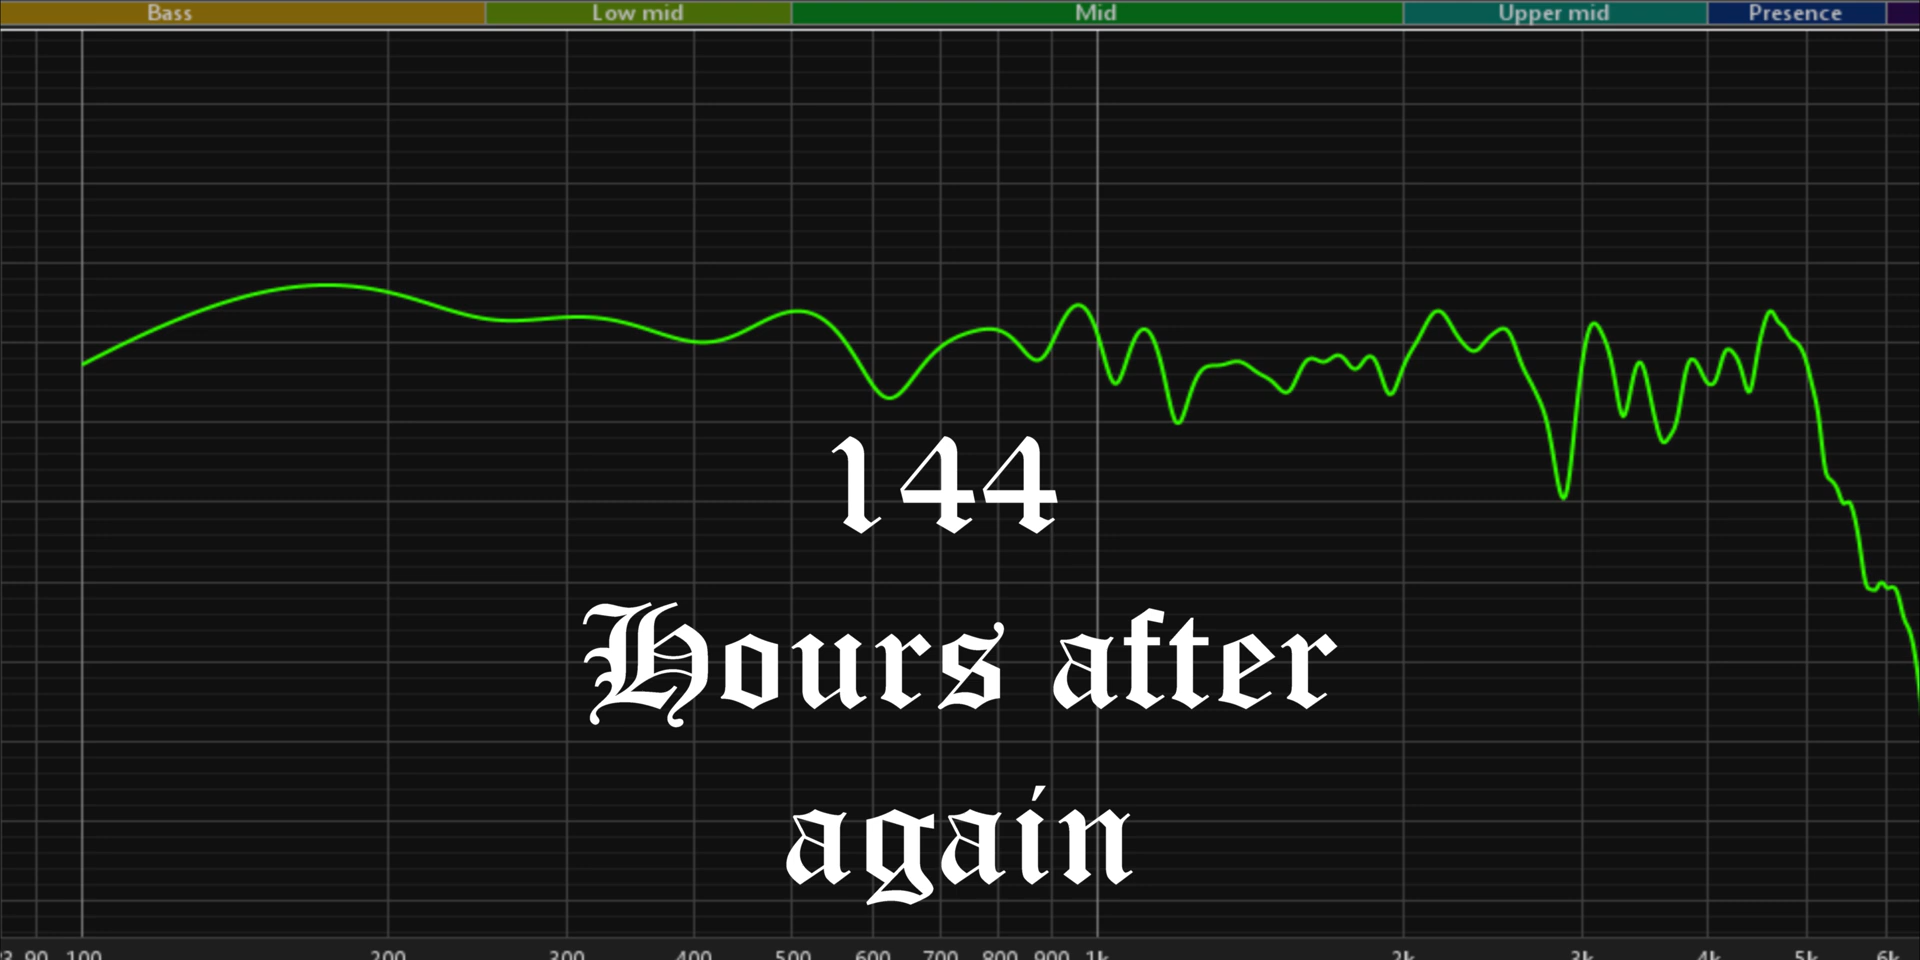 Bass Low mid Mid Upper mid Presence
144
Hours after
again
90 100 200 300 400 500 600 700 800 900 1k 2k 3k 4k 5k 6k